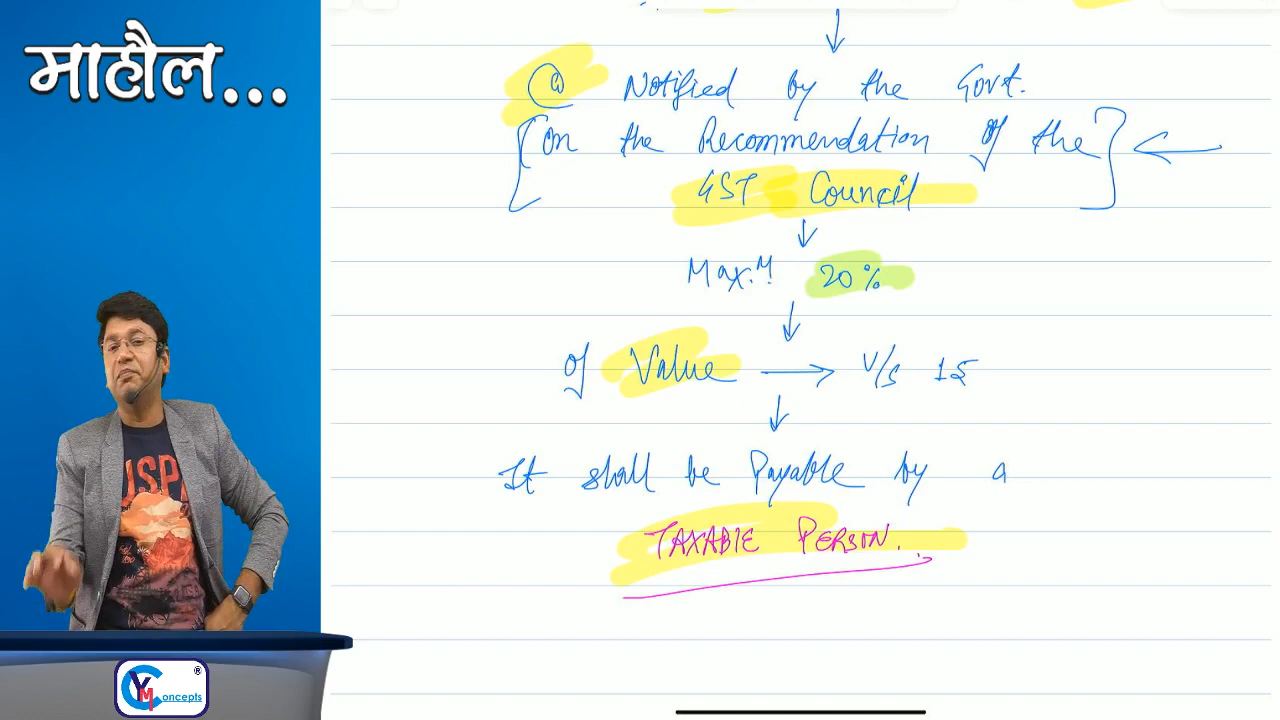 माहौल...
@ Notified by the Govt.
[On the Recommendation of the
GST Council]
Max.M 20%
of Value → U/s 15
It shall be Payable by a
TAXABLE PERSON.
CYM Concepts ®